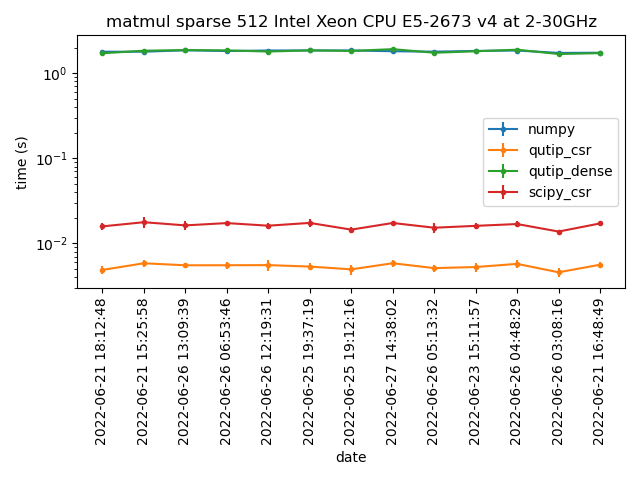 matmul sparse 512 Intel Xeon CPU E5-2673 v4 at 2-30GHz
time (s)
10^0
10^-1
10^-2
numpy
qutip_csr
qutip_dense
scipy_csr
2022-06-21 18:12:48
2022-06-21 15:25:58
2022-06-26 13:09:39
2022-06-26 06:53:46
2022-06-26 12:19:31
2022-06-25 19:37:19
2022-06-25 19:12:16
2022-06-27 14:38:02
2022-06-26 05:13:32
2022-06-23 15:11:57
2022-06-26 04:48:29
2022-06-26 03:08:16
2022-06-21 16:48:49
date